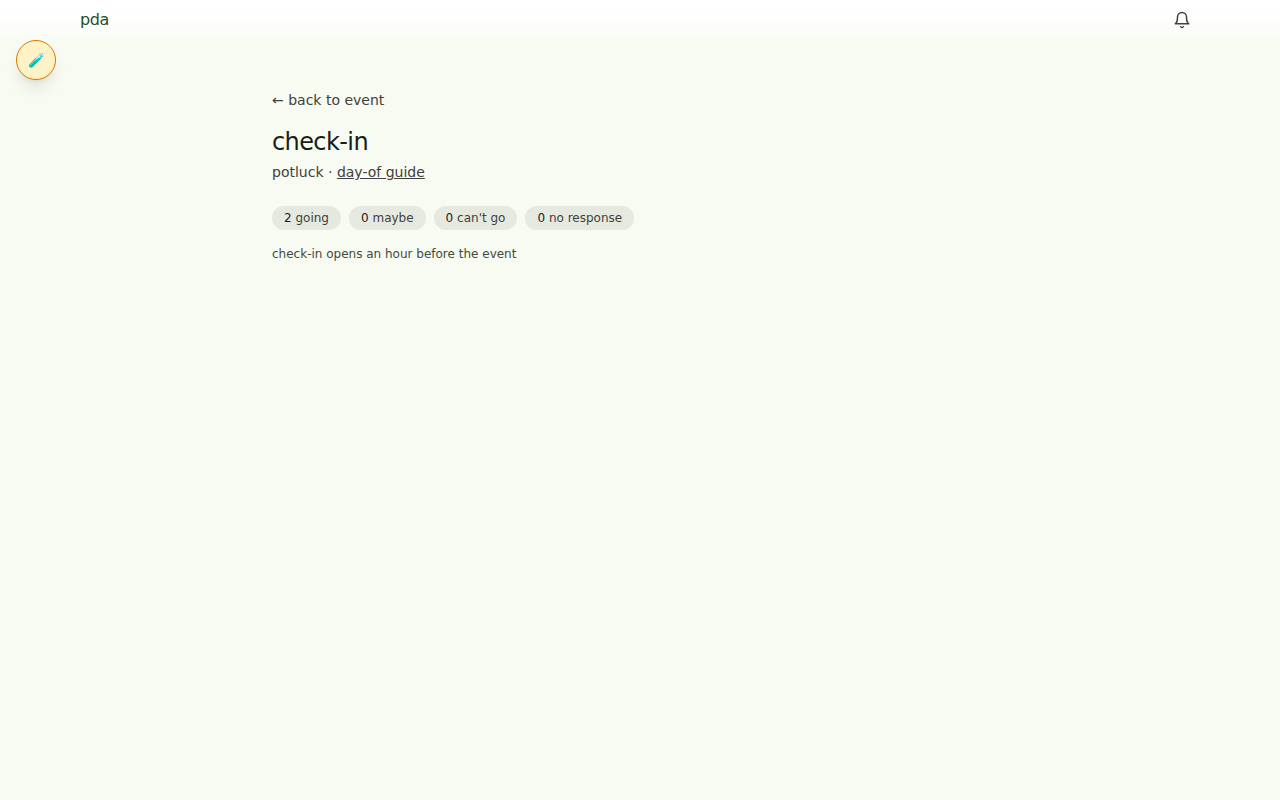 pda
← back to event
check-in
potluck · day-of guide
2 going 0 maybe 0 can't go 0 no response
check-in opens an hour before the event